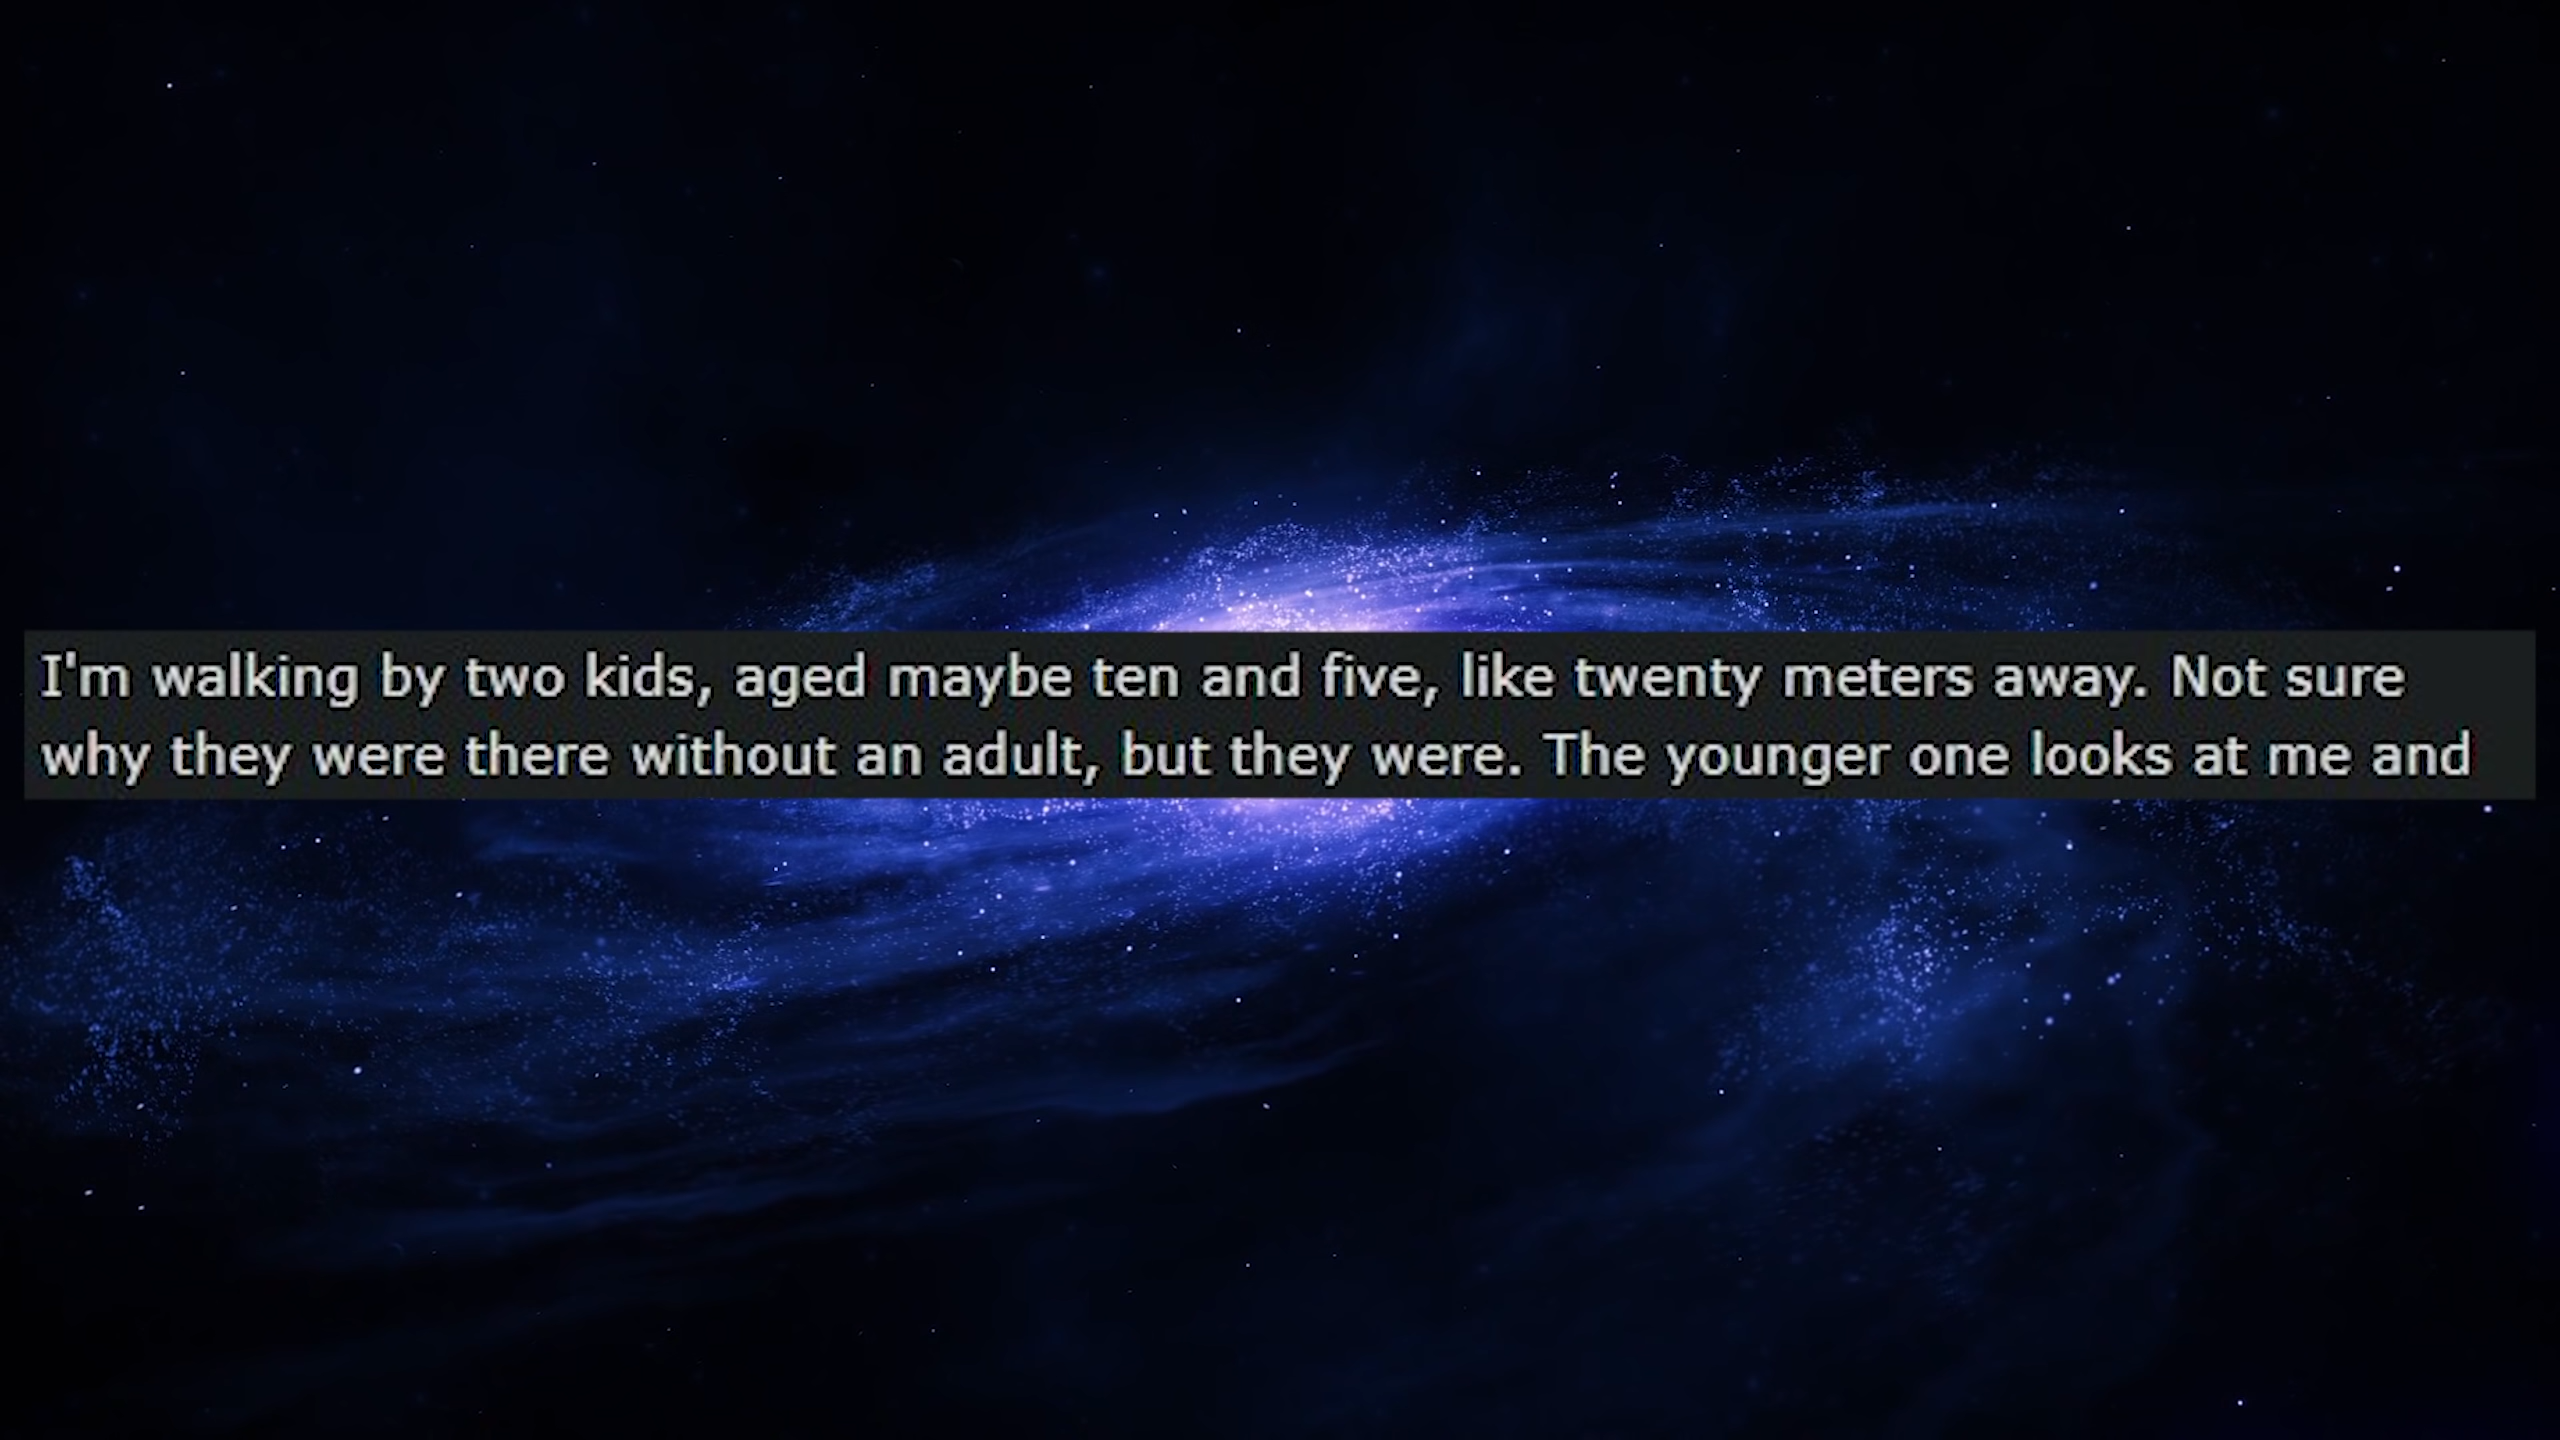 I'm walking by two kids, aged maybe ten and five, like twenty meters away. Not sure
why they were there without an adult, but they were. The younger one looks at me and